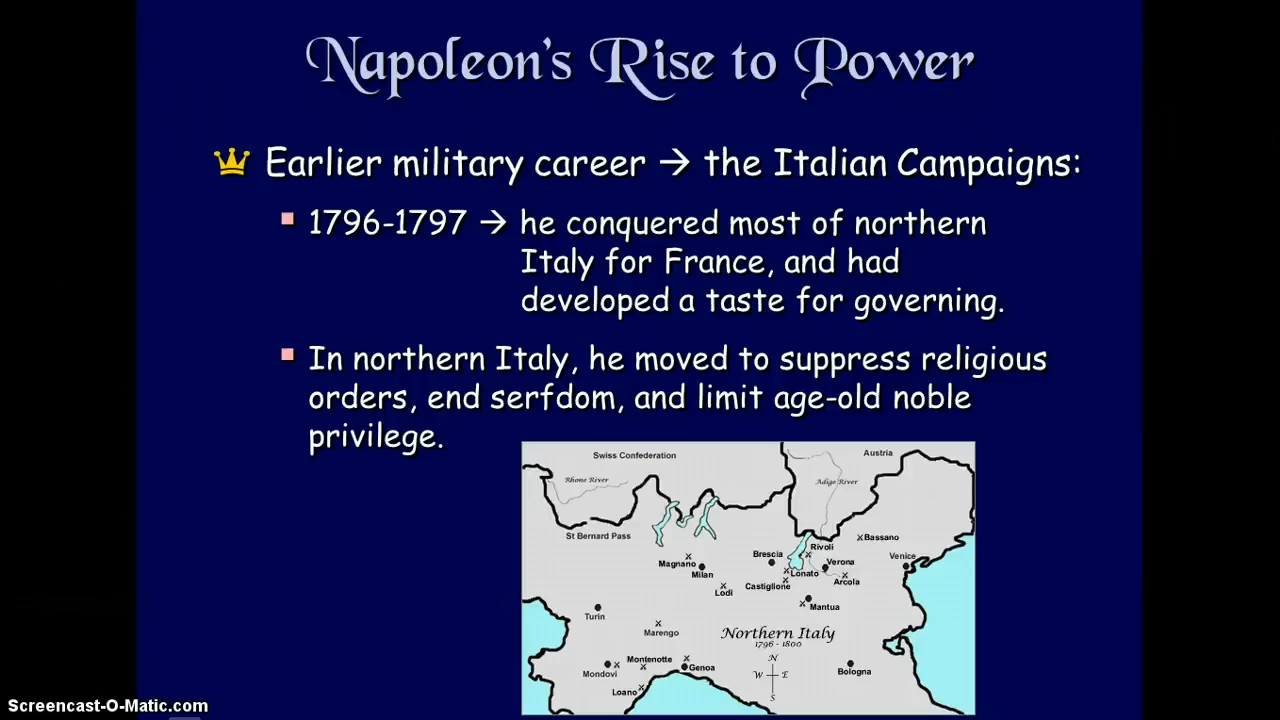 Napoleon's Rise to Power
Earlier military career → the Italian Campaigns:
1796-1797 → he conquered most of northern
Italy for France, and had
developed a taste for governing.
In northern Italy, he moved to suppress religious
orders, end serfdom, and limit age-old noble
privilege.
Swiss Confederation
Austria
Rhone River
Adige River
St Bernard Pass
Bassano
Rivoli
Brescia
Venice
Magnano
Verona
Milan
Lonato
Castiglione
Arcola
Lodi
Mantua
Turin
Marengo
Northern Italy
1796 - 1800
Montenotte
N
Genoa
Mondovi
W E
Bologna
Loano
S
Screencast-O-Matic.com